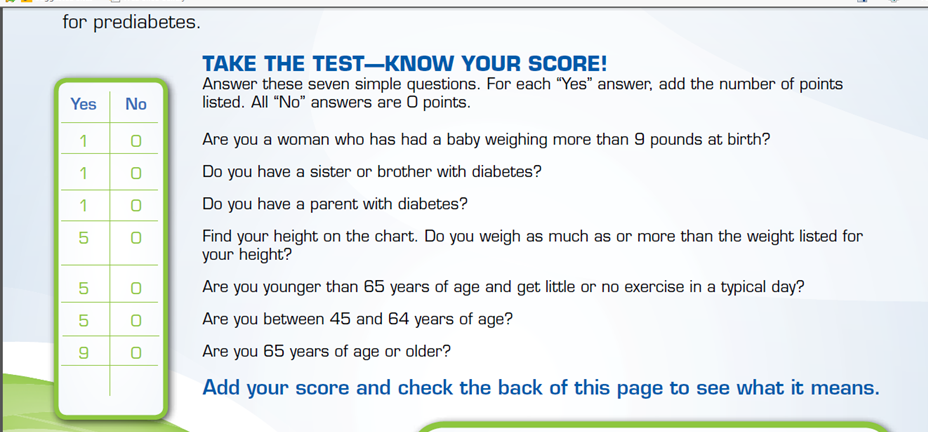 for prediabetes.
TAKE THE TEST—KNOW YOUR SCORE!
Answer these seven simple questions. For each “Yes” answer, add the number of points
listed. All “No” answers are 0 points.
Yes No
1 0 Are you a woman who has had a baby weighing more than 9 pounds at birth?
1 0 Do you have a sister or brother with diabetes?
1 0 Do you have a parent with diabetes?
5 0 Find your height on the chart. Do you weigh as much as or more than the weight listed for
your height?
5 0 Are you younger than 65 years of age and get little or no exercise in a typical day?
5 0 Are you between 45 and 64 years of age?
9 0 Are you 65 years of age or older?
Add your score and check the back of this page to see what it means.